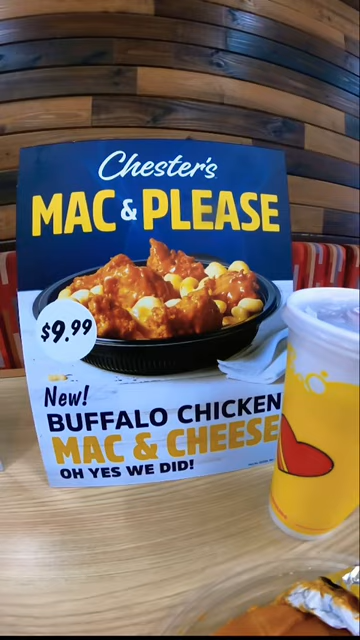 Chester's
MAC & PLEASE
$9.99
New!
BUFFALO CHICKEN
MAC & CHEESE
OH YES WE DID!